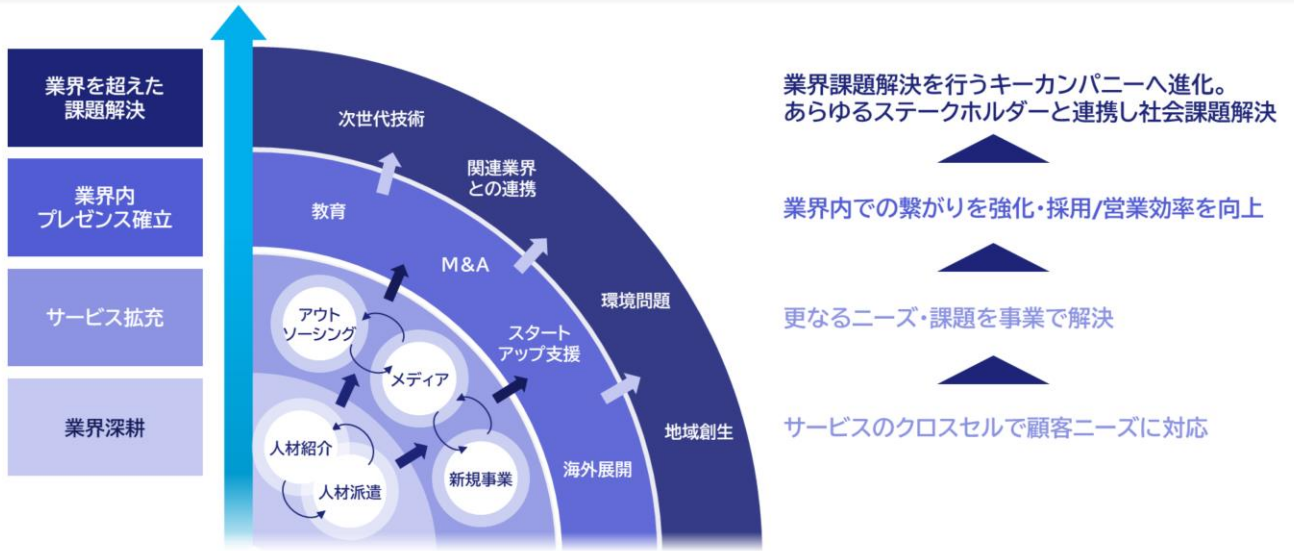 業界を超えた
課題解決
業界内
プレゼンス確立
サービス拡充
業界深耕
次世代技術
関連業界
との連携
環境問題
地域創生
教育
M&A
スタート
アップ支援
海外展開
アウト
ソーシング
メディア
新規事業
人材紹介
人材派遣
業界課題解決を行うキーカンパニーへ進化。
あらゆるステークホルダーと連携し社会課題解決
業界内での繋がりを強化・採用/営業効率を向上
更なるニーズ・課題を事業で解決
サービスのクロスセルで顧客ニーズに対応